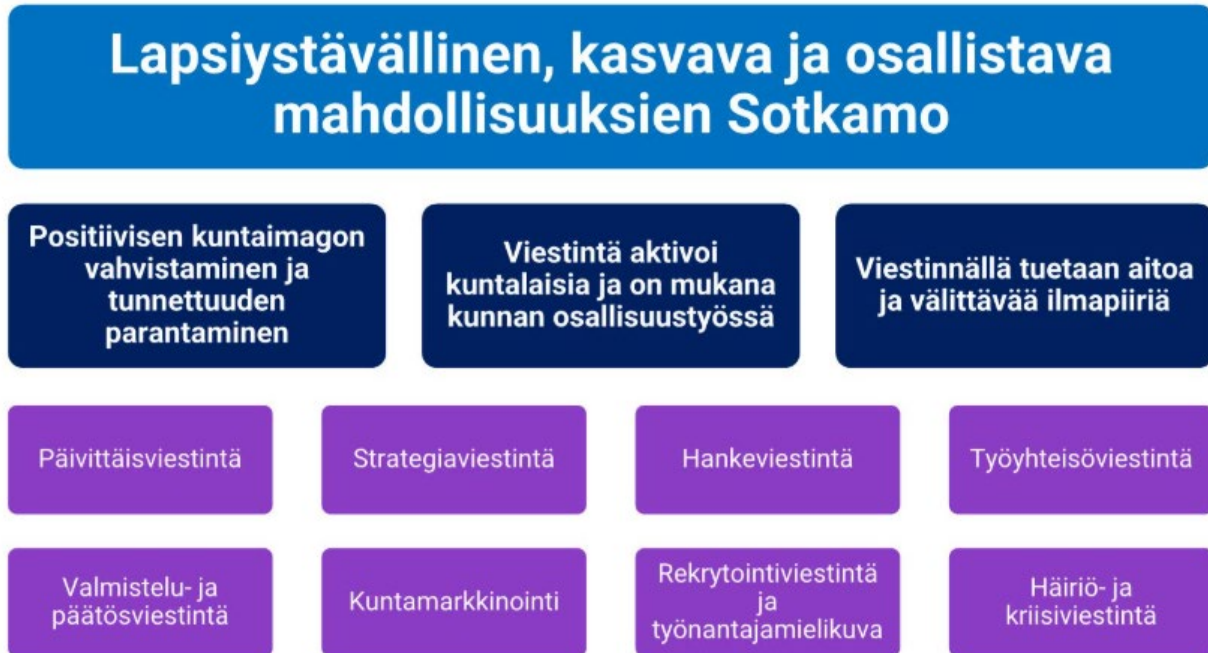 Lapsiystävällinen, kasvava ja osallistava
mahdollisuuksien Sotkamo
Positiivisen kuntaimagon
vahvistaminen ja
tunnettuuden
parantaminen
Viestintä aktivoi
kuntalaisia ja on mukana
kunnan osallisuustyössä
Viestinnällä tuetaan aitoa
ja välittävää ilmapiiriä
Päivittäisviestintä
Strategiaviestintä
Hankeviestintä
Työyhteisöviestintä
Valmistelu- ja
päätösviestintä
Kuntamarkkinointi
Rekrytointiviestintä
ja
työnantajamielikuva
Häiriö- ja
kriisiviestintä